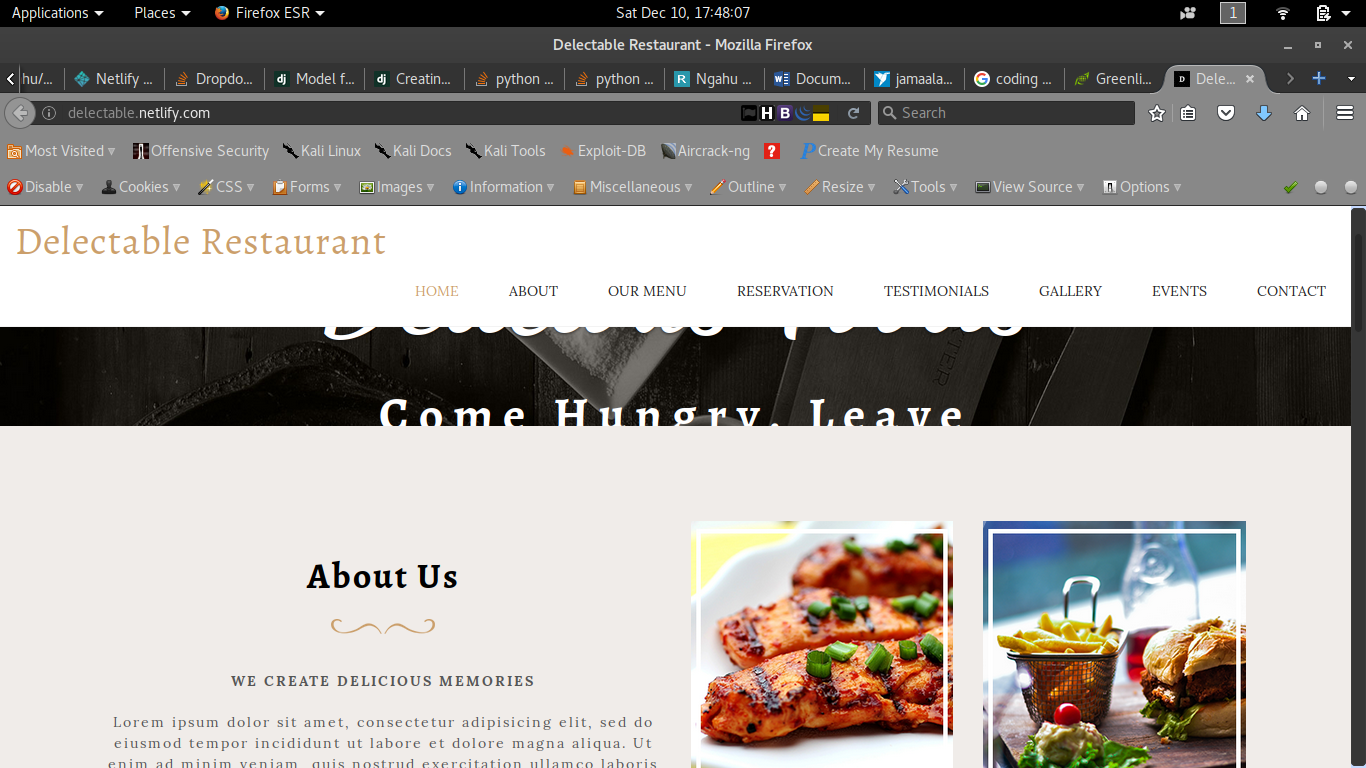 Applications Places Firefox ESR Sat Dec 10, 17:48:07 1
Delectable Restaurant - Mozilla Firefox
hu/... Netlify ... Dropdo... Model f... Creatin... python ... python ... Ngahu ... Docum... jamaala... coding ... Greenli... Dele...
delectable.netlify.com Search
Most Visited Offensive Security Kali Linux Kali Docs Kali Tools Exploit-DB Aircrack-ng Create My Resume
Disable Cookies CSS Forms Images Information Miscellaneous Outline Resize Tools View Source Options
Delectable Restaurant
HOME ABOUT OUR MENU RESERVATION TESTIMONIALS GALLERY EVENTS CONTACT
Come Hungry. Leave
About Us
WE CREATE DELICIOUS MEMORIES
Lorem ipsum dolor sit amet, consectetur adipisicing elit, sed do
eiusmod tempor incididunt ut labore et dolore magna aliqua. Ut
enim ad minim veniam, quis nostrud exercitation ullamco laboris